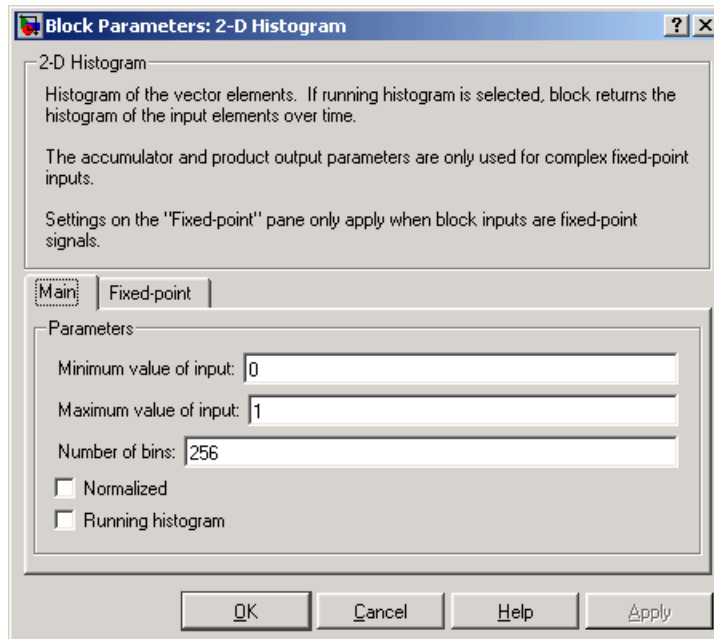 Block Parameters: 2-D Histogram
2-D Histogram
Histogram of the vector elements.  If running histogram is selected, block returns the
histogram of the input elements over time.
The accumulator and product output parameters are only used for complex fixed-point
inputs.
Settings on the "Fixed-point" pane only apply when block inputs are fixed-point
signals.
Main Fixed-point
Parameters
Minimum value of input: 0
Maximum value of input: 1
Number of bins: 256
Normalized
Running histogram
OK Cancel Help Apply